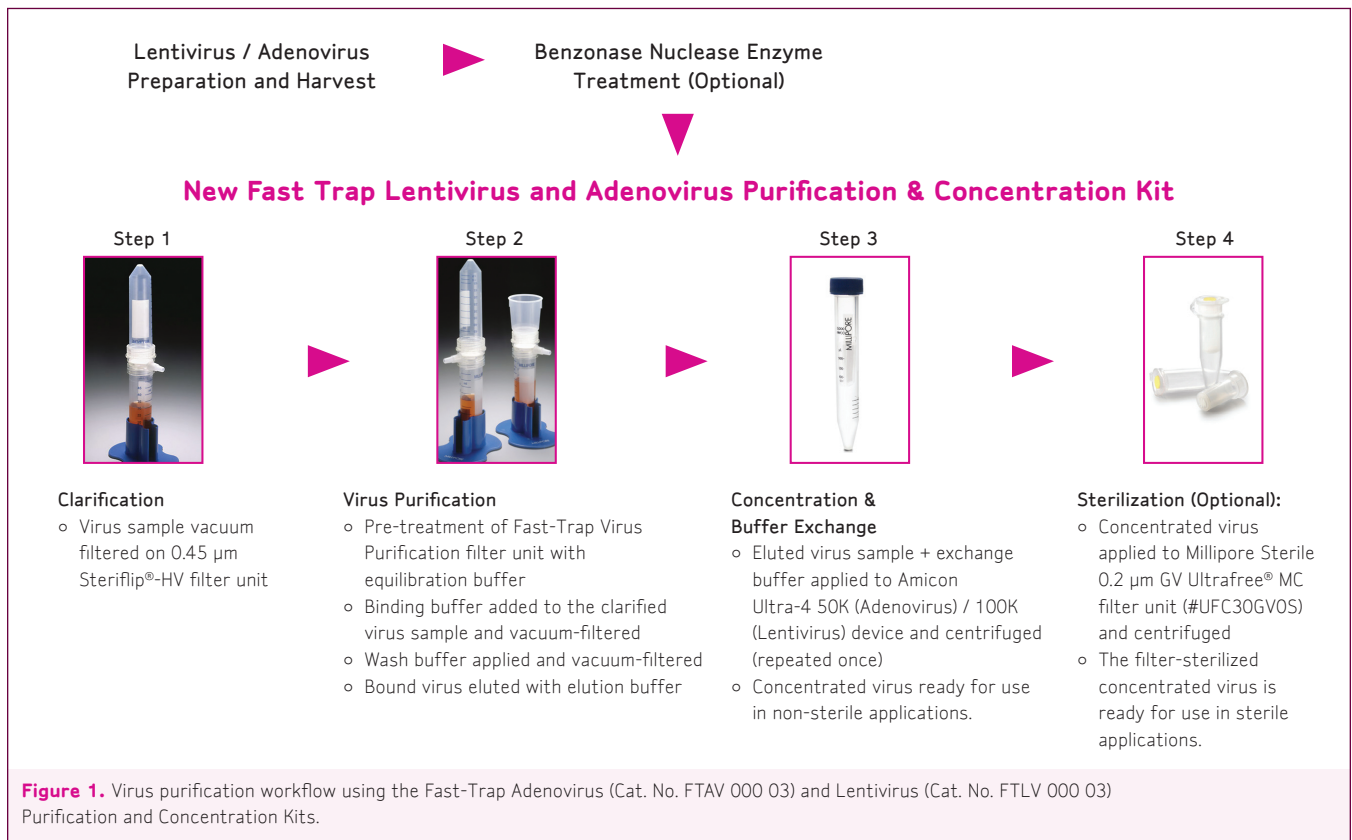 Lentivirus / Adenovirus
Preparation and Harvest
Benzonase Nuclease Enzyme
Treatment (Optional)
New Fast Trap Lentivirus and Adenovirus Purification & Concentration Kit
Step 1
Step 2
Step 3
Step 4
MILLIPORE
Clarification
○ Virus sample vacuum
filtered on 0.45 µm
Steriflip®-HV filter unit
Virus Purification
○ Pre-treatment of Fast-Trap Virus
Purification filter unit with
equilibration buffer
○ Binding buffer added to the clarified
virus sample and vacuum-filtered
○ Wash buffer applied and vacuum-filtered
○ Bound virus eluted with elution buffer
Concentration &
Buffer Exchange
○ Eluted virus sample + exchange
buffer applied to Amicon
Ultra-4 50K (Adenovirus) / 100K
(Lentivirus) device and centrifuged
(repeated once)
○ Concentrated virus ready for use
in non-sterile applications.
Sterilization (Optional):
○ Concentrated virus
applied to Millipore Sterile
0.2 µm GV Ultrafree® MC
filter unit (#UFC30GV0S)
and centrifuged
○ The filter-sterilized
concentrated virus is
ready for use in sterile
applications.
Figure 1. Virus purification workflow using the Fast-Trap Adenovirus (Cat. No. FTAV 000 03) and Lentivirus (Cat. No. FTLV 000 03)
Purification and Concentration Kits.